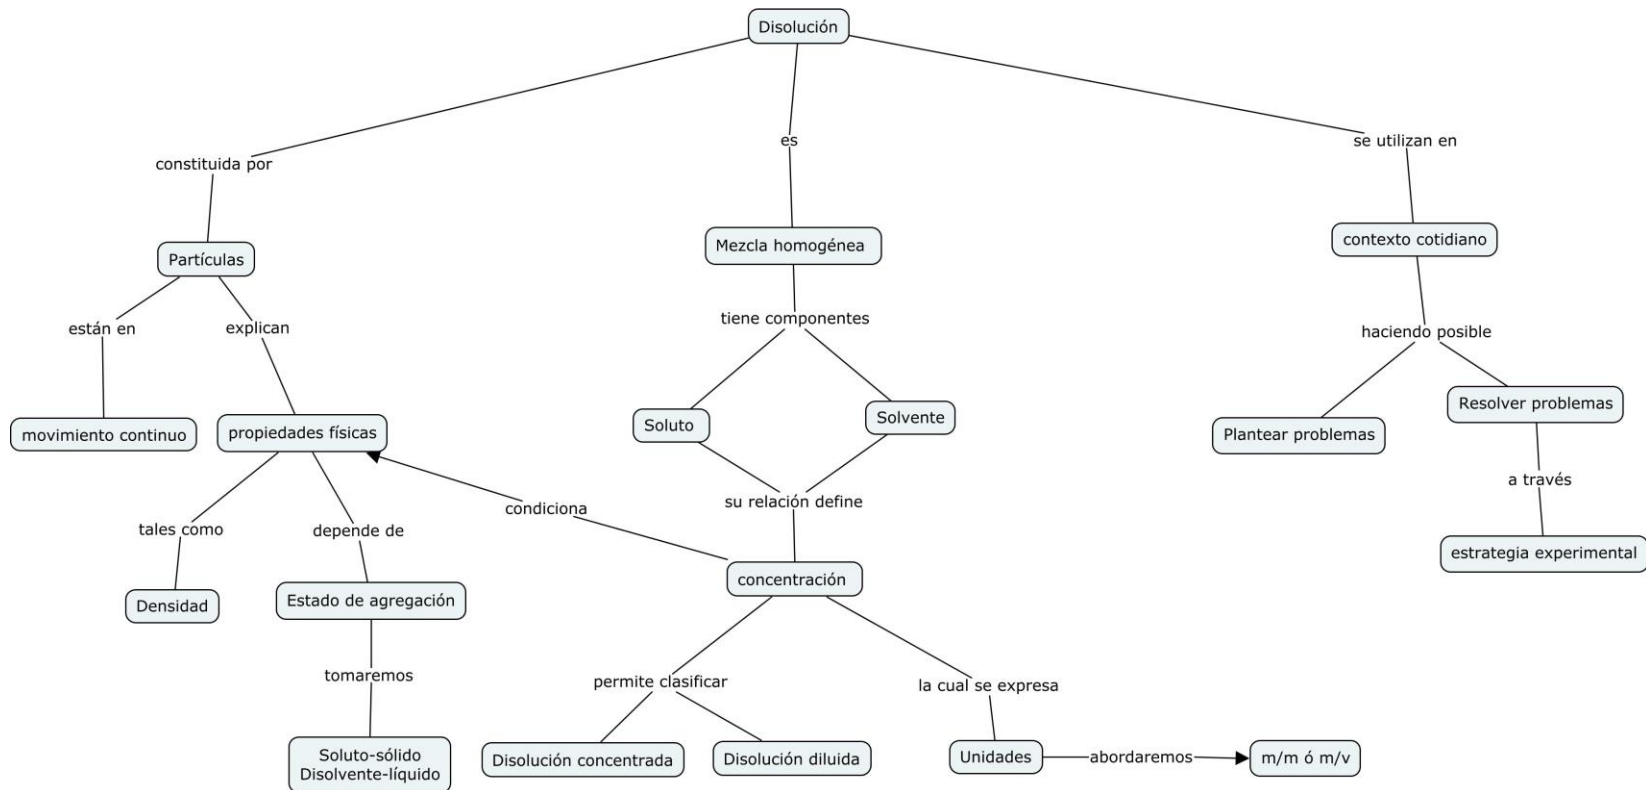 Disolución
constituida por
es
se utilizan en
Partículas
Mezcla homogénea
contexto cotidiano
están en
explican
tiene componentes
haciendo posible
movimiento continuo
propiedades físicas
Soluto
Solvente
Plantear problemas
Resolver problemas
tales como
depende de
condiciona
su relación define
a través
Densidad
Estado de agregación
concentración
estrategia experimental
tomaremos
permite clasificar
la cual se expresa
Soluto-sólido
Disolvente-líquido
Disolución concentrada
Disolución diluida
Unidades
abordaremos
m/m ó m/v